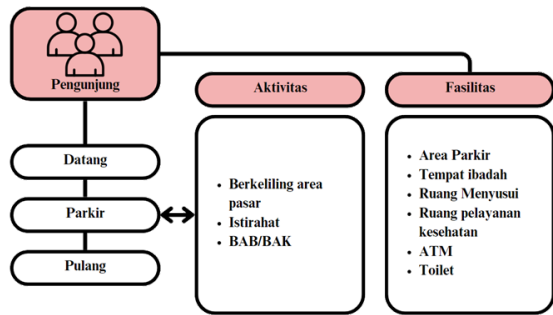 Pengunjung
Datang
Parkir
Pulang
Aktivitas
• Berkeliling area
pasar
• Istirahat
• BAB/BAK
Fasilitas
• Area Parkir
• Tempat ibadah
• Ruang Menyusui
• Ruang pelayanan
kesehatan
• ATM
• Toilet